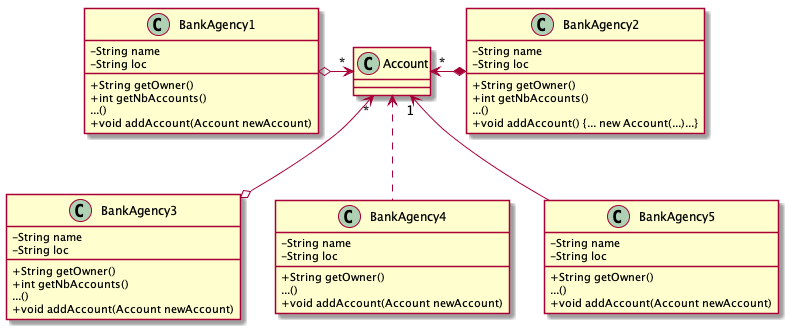 C BankAgency1
-String name
-String loc
+String getOwner()
+int getNbAccounts()
...()
+void addAccount(Account newAccount)
*
C Account
*
C BankAgency2
-String name
-String loc
+String getOwner()
+int getNbAccounts()
...()
+void addAccount() {... new Account(...)...}
*
1
C BankAgency3
-String name
-String loc
+String getOwner()
+int getNbAccounts()
...()
+void addAccount(Account newAccount)
C BankAgency4
-String name
-String loc
+String getOwner()
...()
+void addAccount(Account newAccount)
C BankAgency5
-String name
-String loc
+String getOwner()
...()
+void addAccount(Account newAccount)